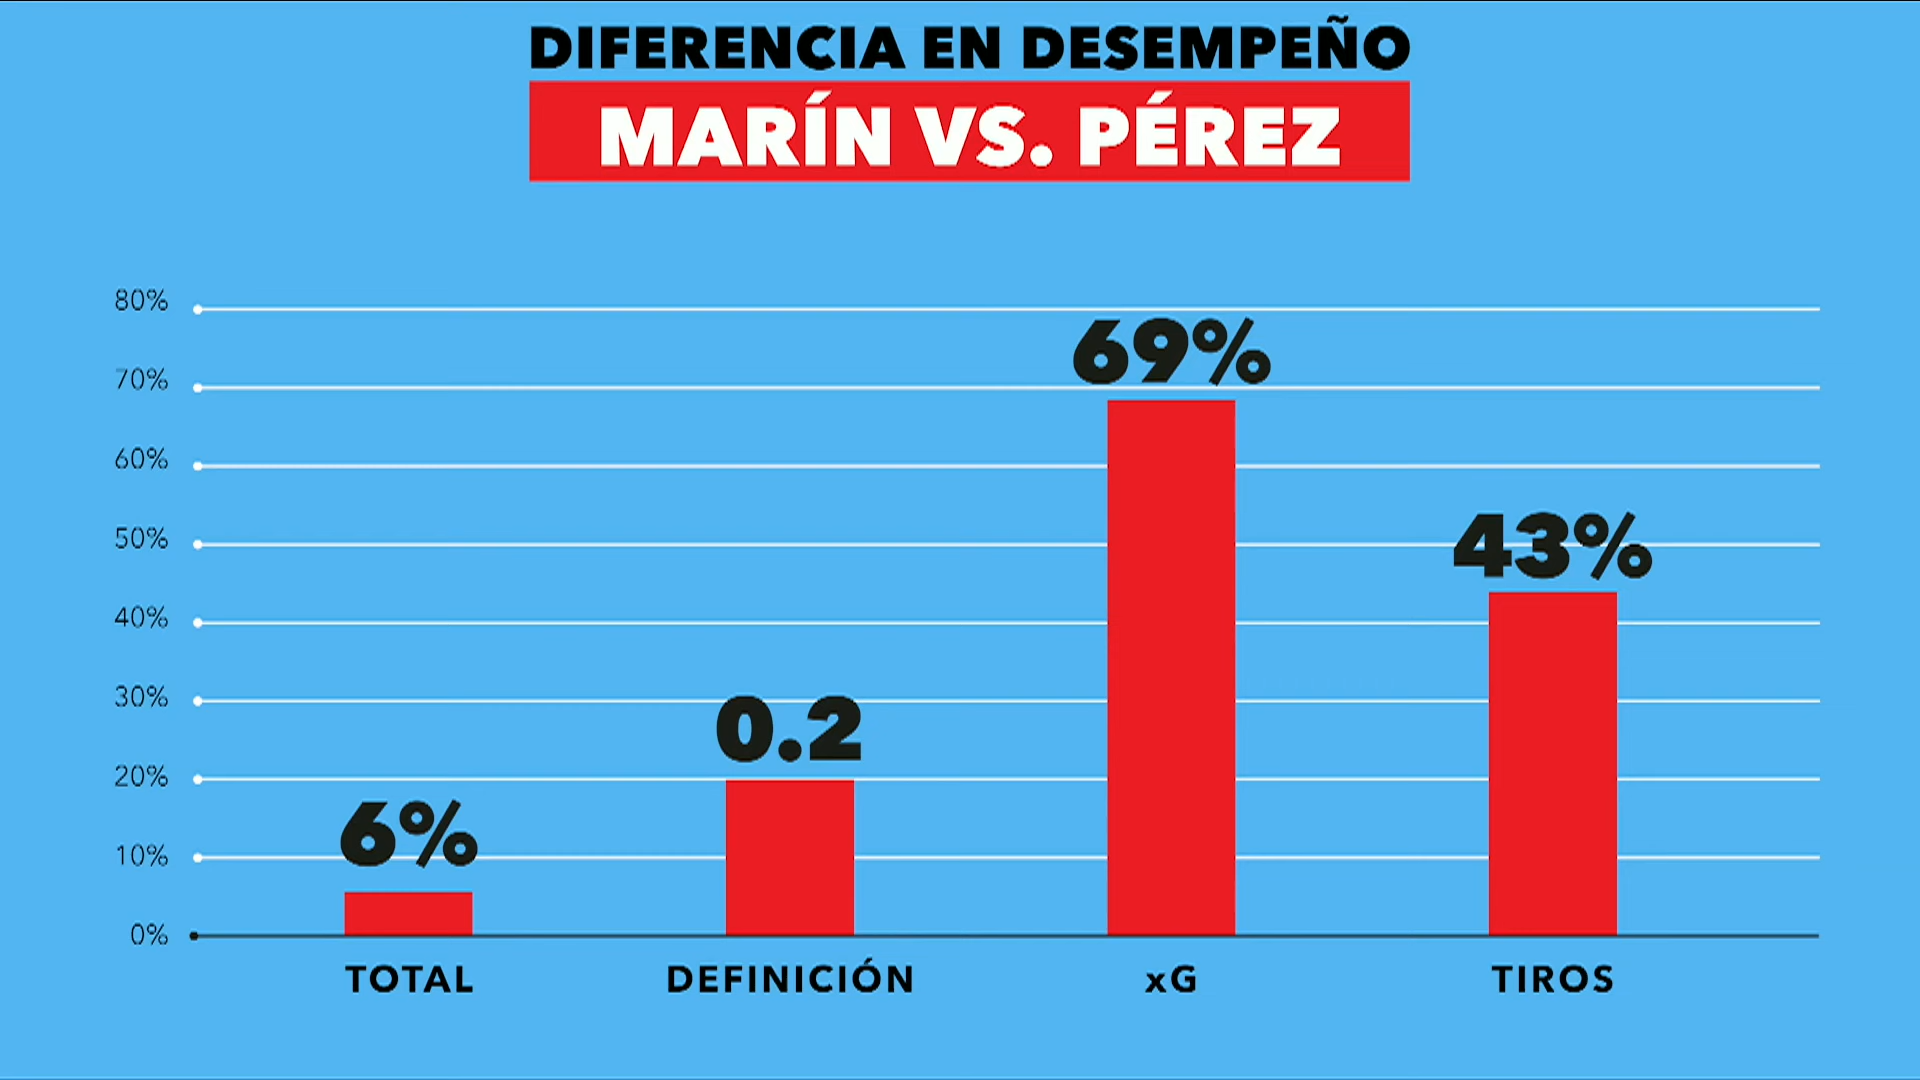 DIFERENCIA EN DESEMPEÑO
MARÍN VS. PÉREZ
80%
70%
60%
50%
40%
30%
20%
10%
0%
6%
0.2
69%
43%
TOTAL
DEFINICIÓN
xG
TIROS